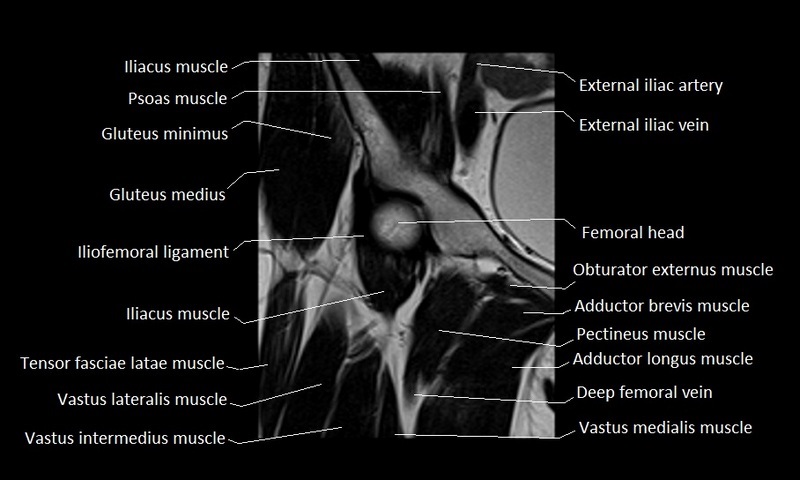 Iliacus muscle
Psoas muscle
Gluteus minimus
Gluteus medius
Iliofemoral ligament
Iliacus muscle
Tensor fasciae latae muscle
Vastus lateralis muscle
Vastus intermedius muscle
External iliac artery
External iliac vein
Femoral head
Obturator externus muscle
Adductor brevis muscle
Pectineus muscle
Adductor longus muscle
Deep femoral vein
Vastus medialis muscle